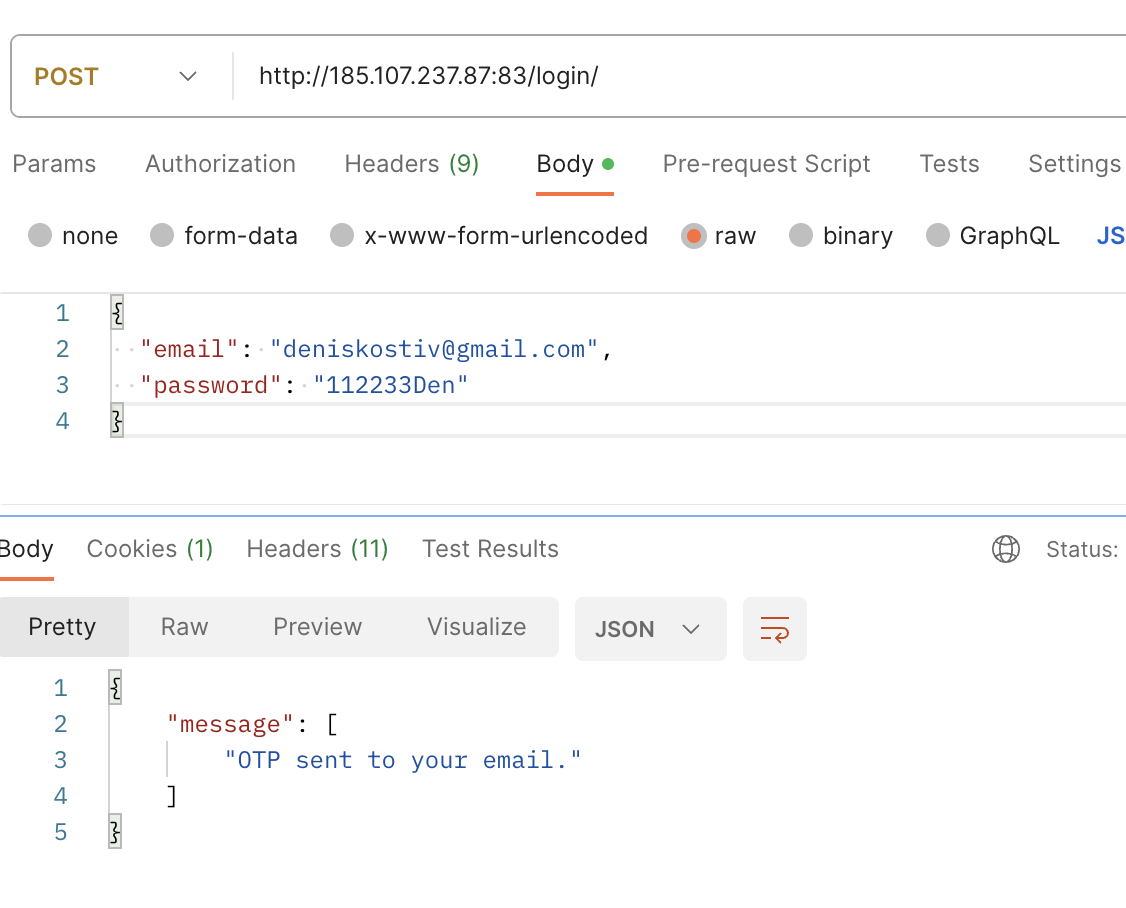 POST http://185.107.237.87:83/login/
Params Authorization Headers (9) Body Pre-request Script Tests Settings
none form-data x-www-form-urlencoded raw binary GraphQL JS
1 {
2 "email": "deniskostiv@gmail.com",
3 "password": "112233Den"
4 }
Body Cookies (1) Headers (11) Test Results Status:
Pretty Raw Preview Visualize JSON
1 {
2 "message": [
3 "OTP sent to your email."
4 ]
5 }